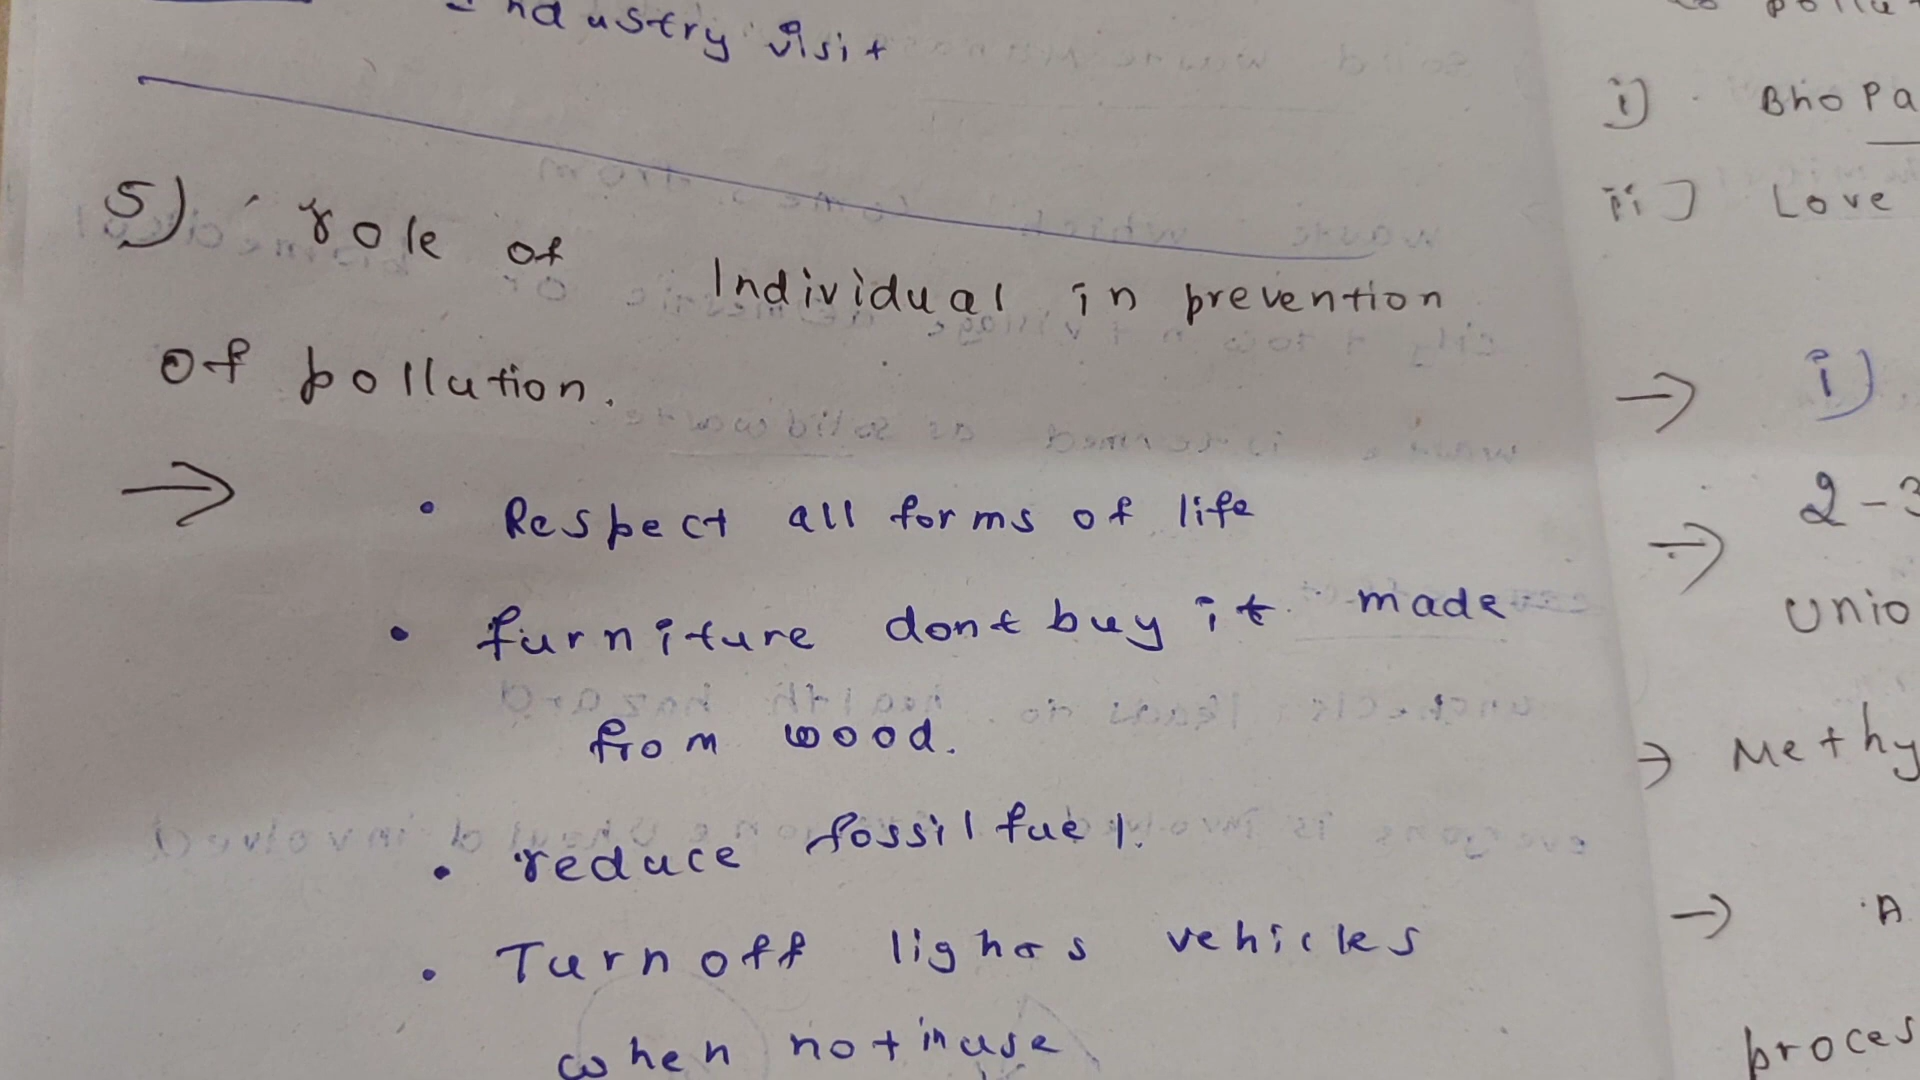 Industry visit
5) role of Individual in prevention
of pollution.
→ • Respect all forms of life
• furniture dont buy it made
from wood.
• reduce fossil fuel.
• Turn off lights vehicles
when not in use
i) Bhopa
ii) Love
→ i)
→ 2-3
Unio
→ Methy
→ A
proces